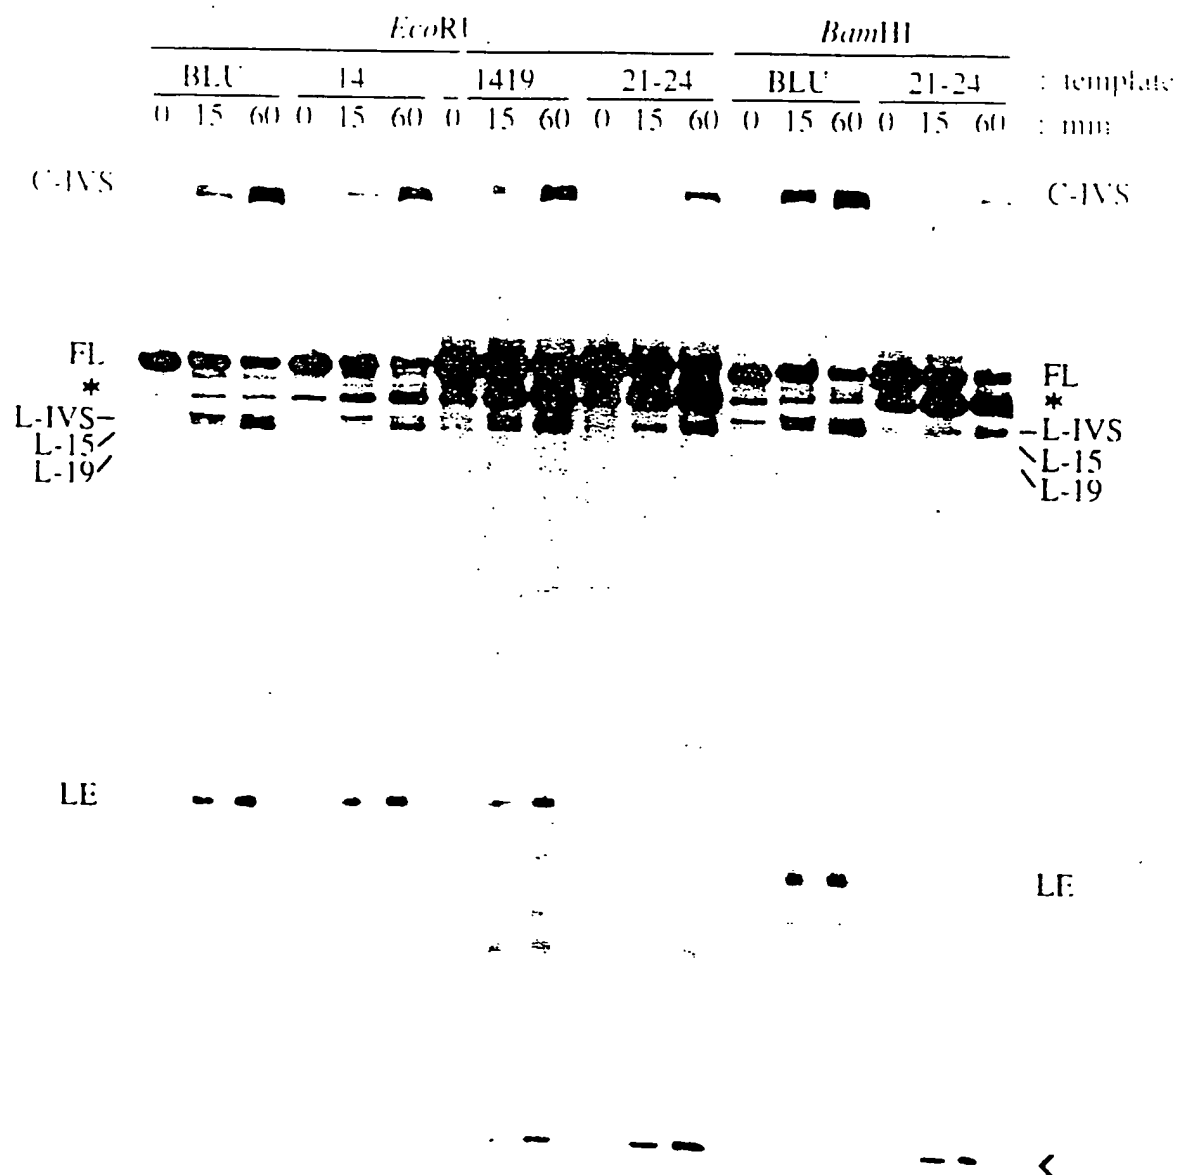 EcoRI BamHI
BLU 14 1419 21-24 BLU 21-24 : template
0 15 60 0 15 60 0 15 60 0 15 60 0 15 60 0 15 60 : min
C-IVS C-IVS
FL FL
* *
L-IVS L-IVS
L-15 L-15
L-19 L-19
LE
LE
<